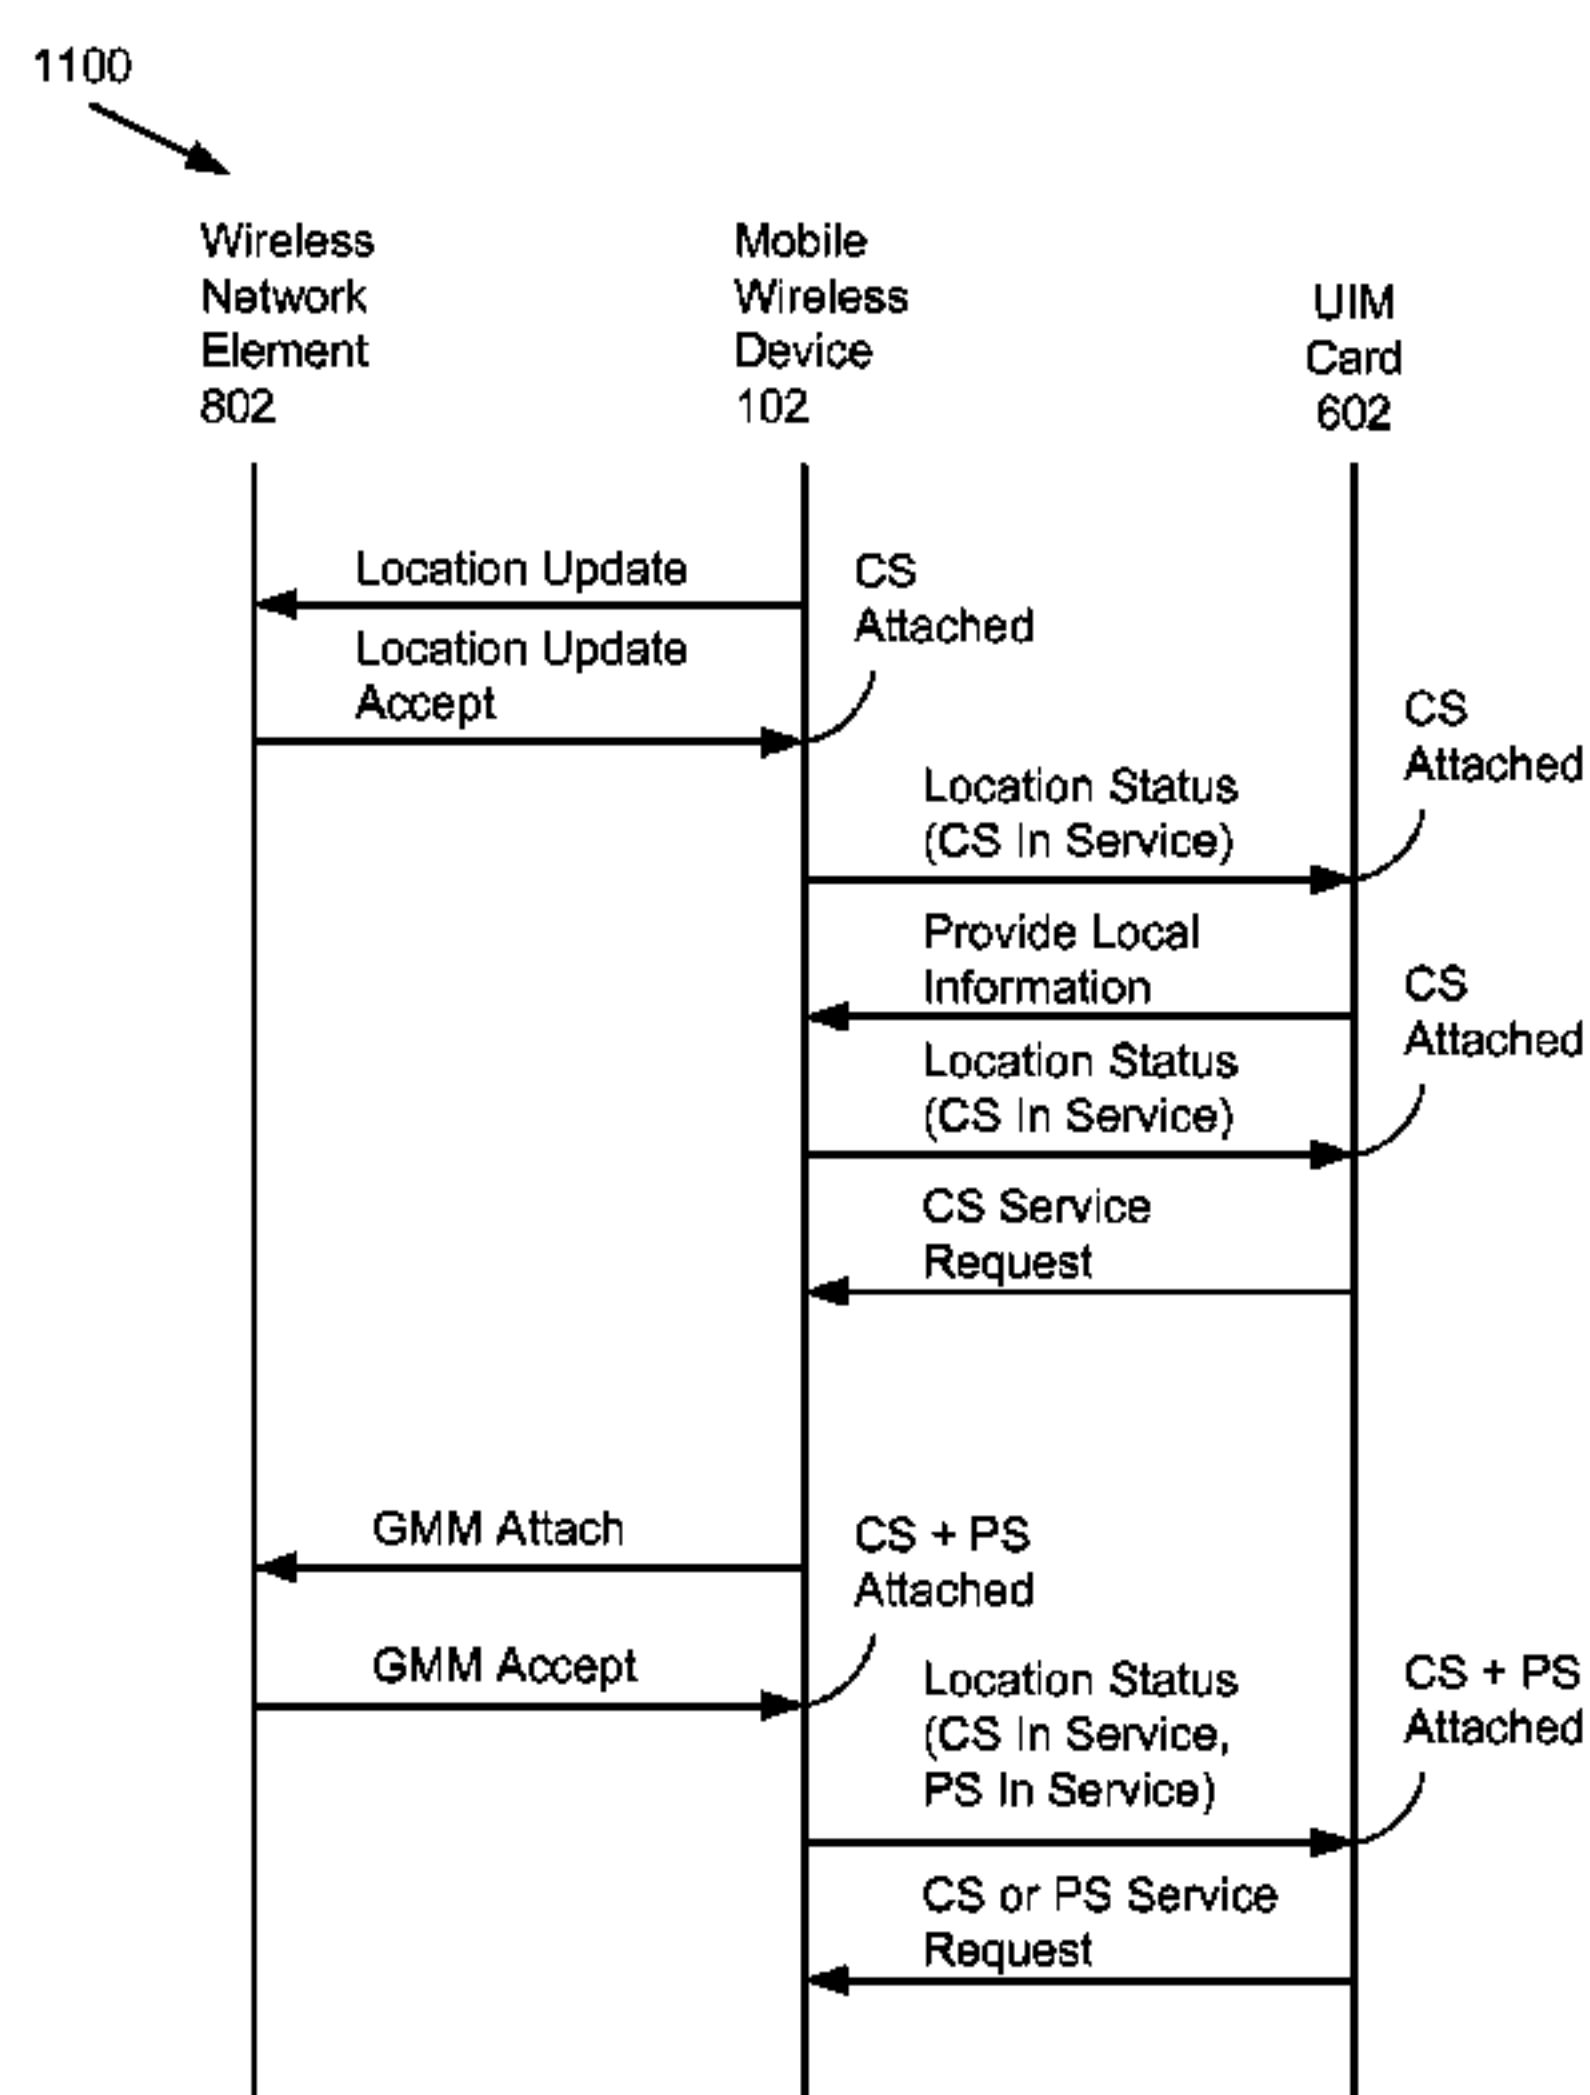 1100
Wireless
Network
Element
802
Mobile
Wireless
Device
102
UIM
Card
602
Location Update
CS
Attached
Location Update
Accept
CS
Attached
Location Status
(CS In Service)
Provide Local
Information
CS
Attached
Location Status
(CS In Service)
CS Service
Request
GMM Attach
CS + PS
Attached
GMM Accept
Location Status
(CS In Service,
PS In Service)
CS + PS
Attached
CS or PS Service
Request